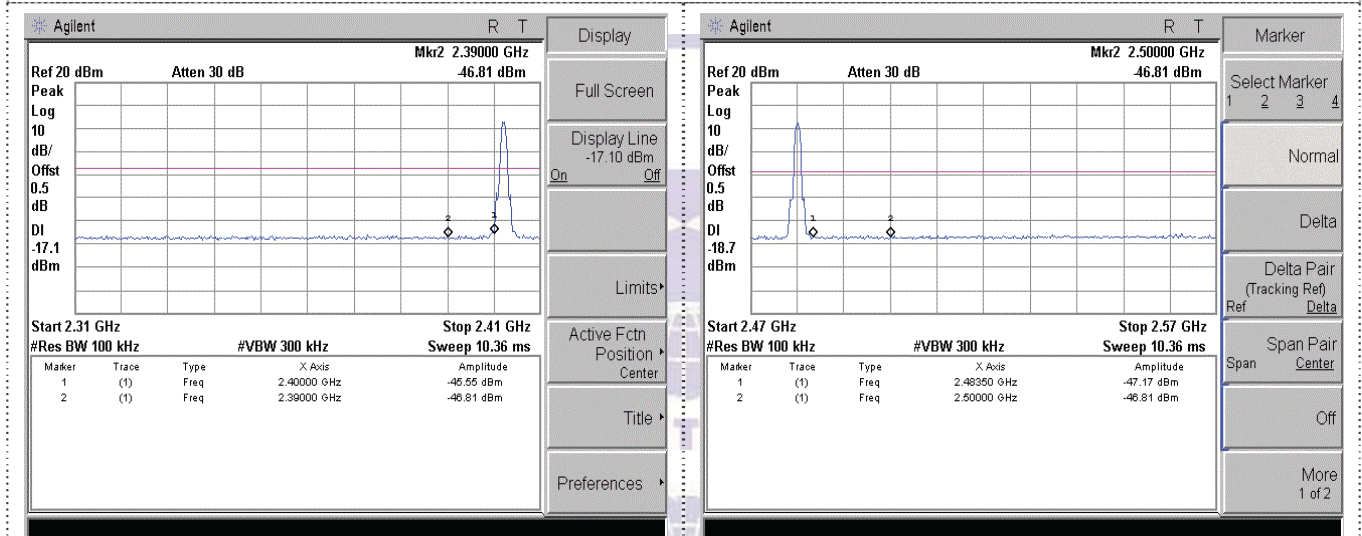 Agilent R T
Mkr2 2.39000 GHz
Ref 20 dBm Atten 30 dB -46.81 dBm
Peak
Log
10
dB/
Offst
0.5
dB
DI
-17.1
dBm
2 1
Start 2.31 GHz Stop 2.41 GHz
#Res BW 100 kHz #VBW 300 kHz Sweep 10.36 ms
Marker Trace Type X Axis Amplitude
1 (1) Freq 2.40000 GHz -45.55 dBm
2 (1) Freq 2.39000 GHz -46.81 dBm
Display
Full Screen
Display Line
-17.10 dBm
On Off
Limits
Active Fctn
Position
Center
Title
Preferences
Agilent R T
Mkr2 2.50000 GHz
Ref 20 dBm Atten 30 dB -46.81 dBm
Peak
Log
10
dB/
Offst
0.5
dB
DI
-18.7
dBm
1 2
Start 2.47 GHz Stop 2.57 GHz
#Res BW 100 kHz #VBW 300 kHz Sweep 10.36 ms
Marker Trace Type X Axis Amplitude
1 (1) Freq 2.48350 GHz -47.17 dBm
2 (1) Freq 2.50000 GHz -46.81 dBm
Marker
Select Marker
1 2 3 4
Normal
Delta
Delta Pair
(Tracking Ref)
Ref Delta
Span Pair
Span Center
Off
More
1 of 2